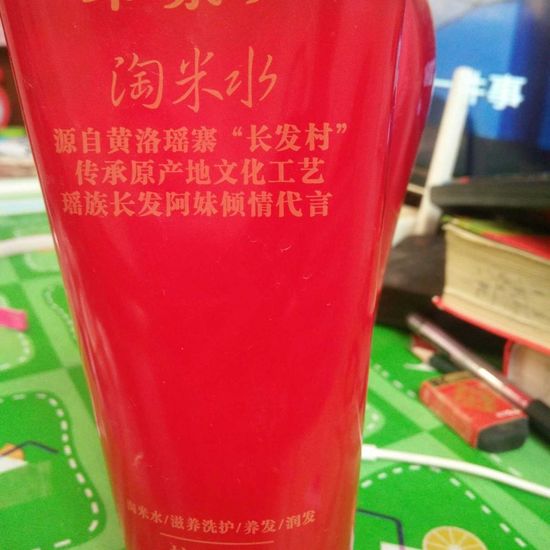 淘米水
源自黄洛瑶寨“长发村”
传承原产地文化工艺
瑶族长发阿妹倾情代言
件事
淘米水/滋养洗护/养发/润发